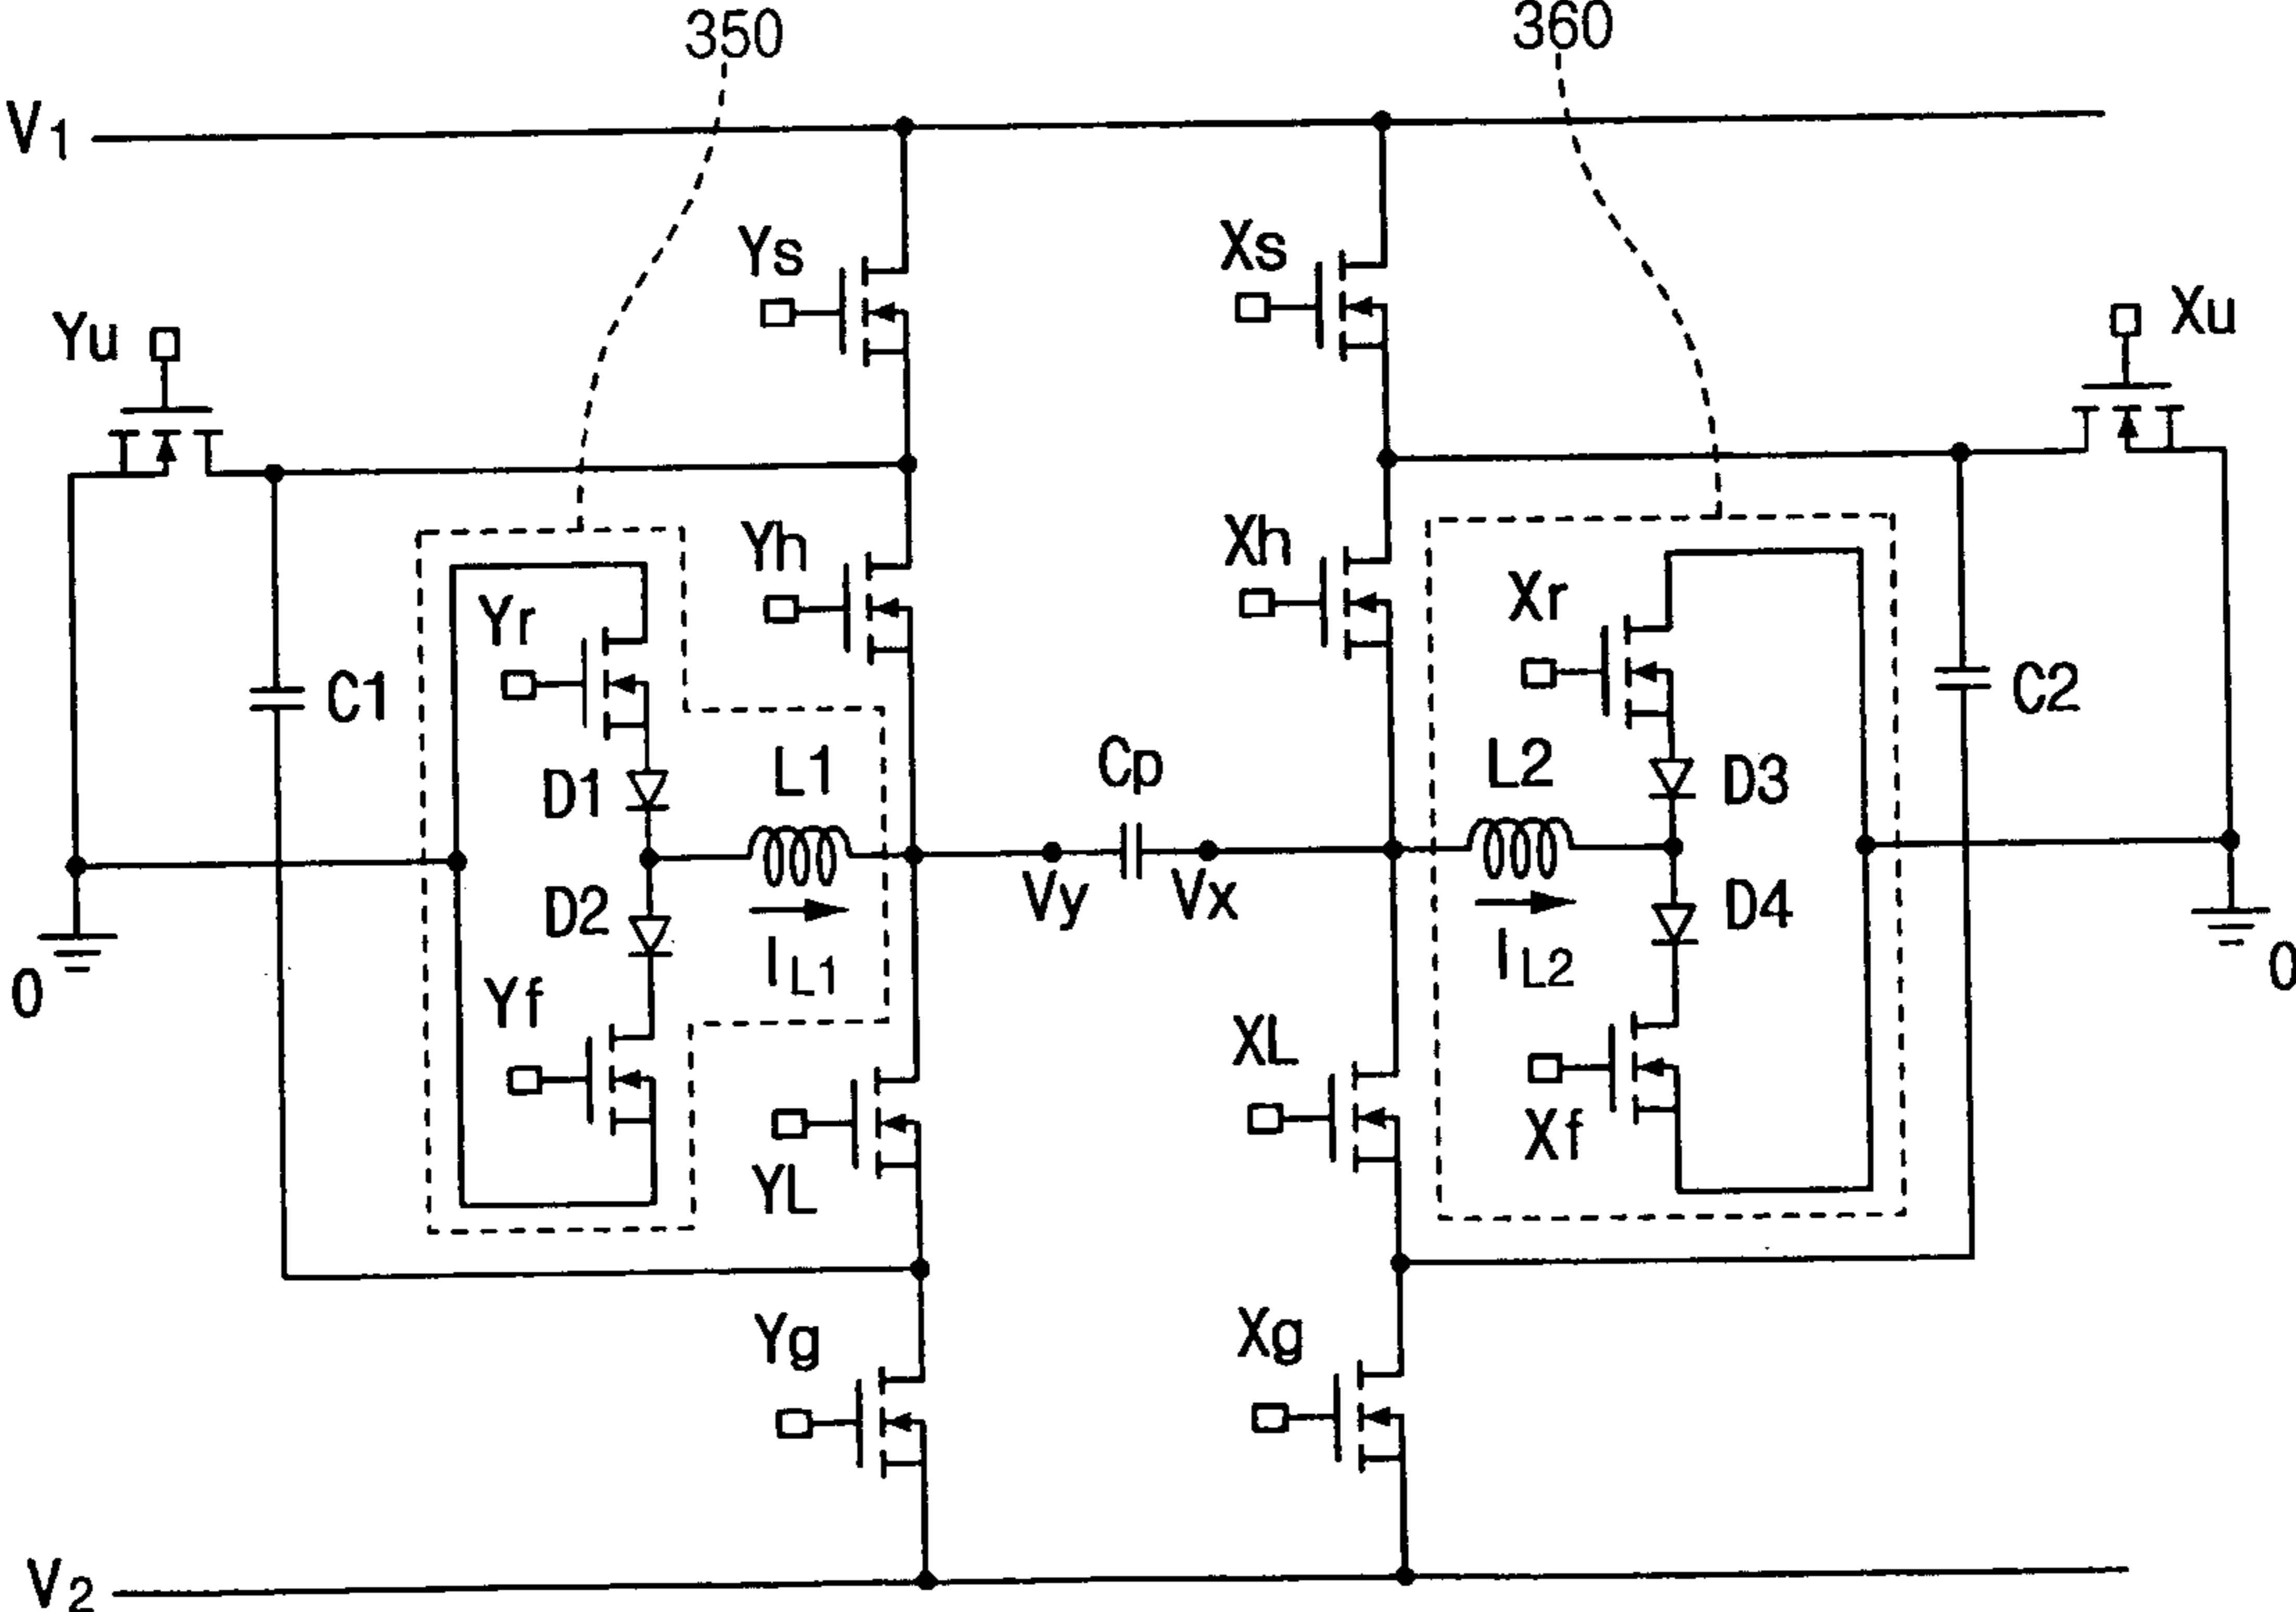 350
360
V1
Ys
Xs
Yu
Xu
Yh
Xh
Yr
Xr
C1
C2
D1
L1
Cp
L2
D3
D2
Vy
Vx
D4
IL1
IL2
0
0
Yf
XL
Xf
YL
Yg
Xg
V2